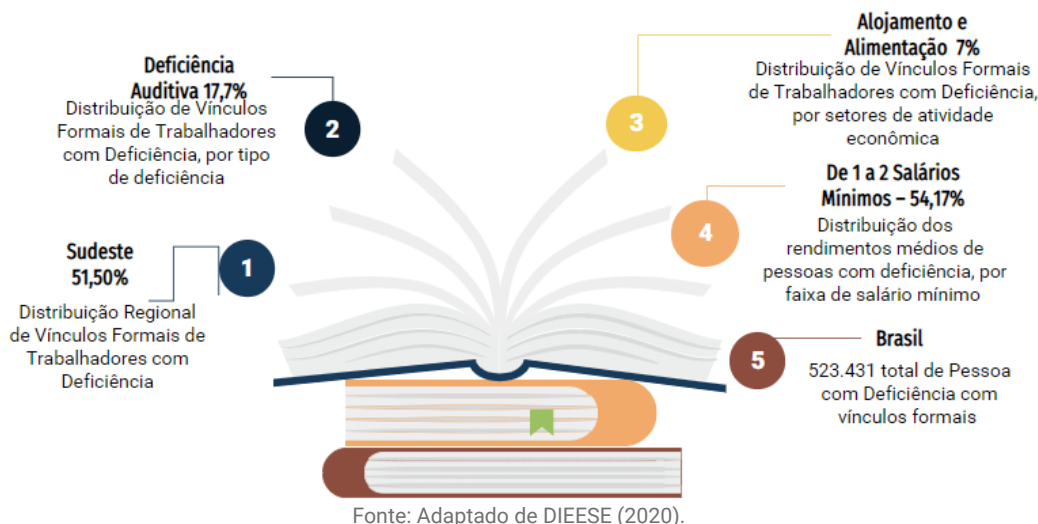 Sudeste
51,50%
Distribuição Regional
de Vínculos Formais de
Trabalhadores com
Deficiência
1
Deficiência
Auditiva 17,7%
Distribuição de Vínculos
Formais de Trabalhadores
com Deficiência, por tipo
de deficiência
2
3
Alojamento e
Alimentação 7%
Distribuição de Vínculos Formais
de Trabalhadores com Deficiência,
por setores de atividade
econômica
4
De 1 a 2 Salários
Mínimos – 54,17%
Distribuição dos
rendimentos médios de
pessoas com deficiência, por
faixa de salário mínimo
5
Brasil
523.431 total de Pessoa
com Deficiência com
vínculos formais
Fonte: Adaptado de DIEESE (2020).